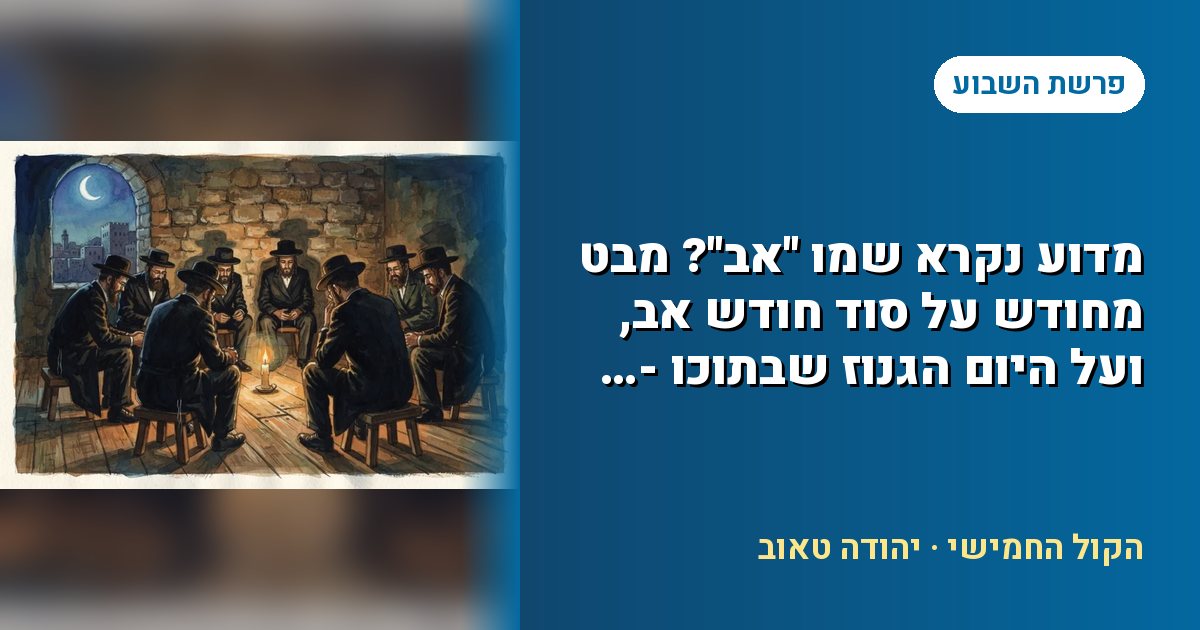 פרשת השבוע
מדוע נקרא שמו "אב"? מבט
מחודש על סוד חודש אב,
ועל היום הגנוז שבתוכו -...
הקול החמישי · יהודה טאוב